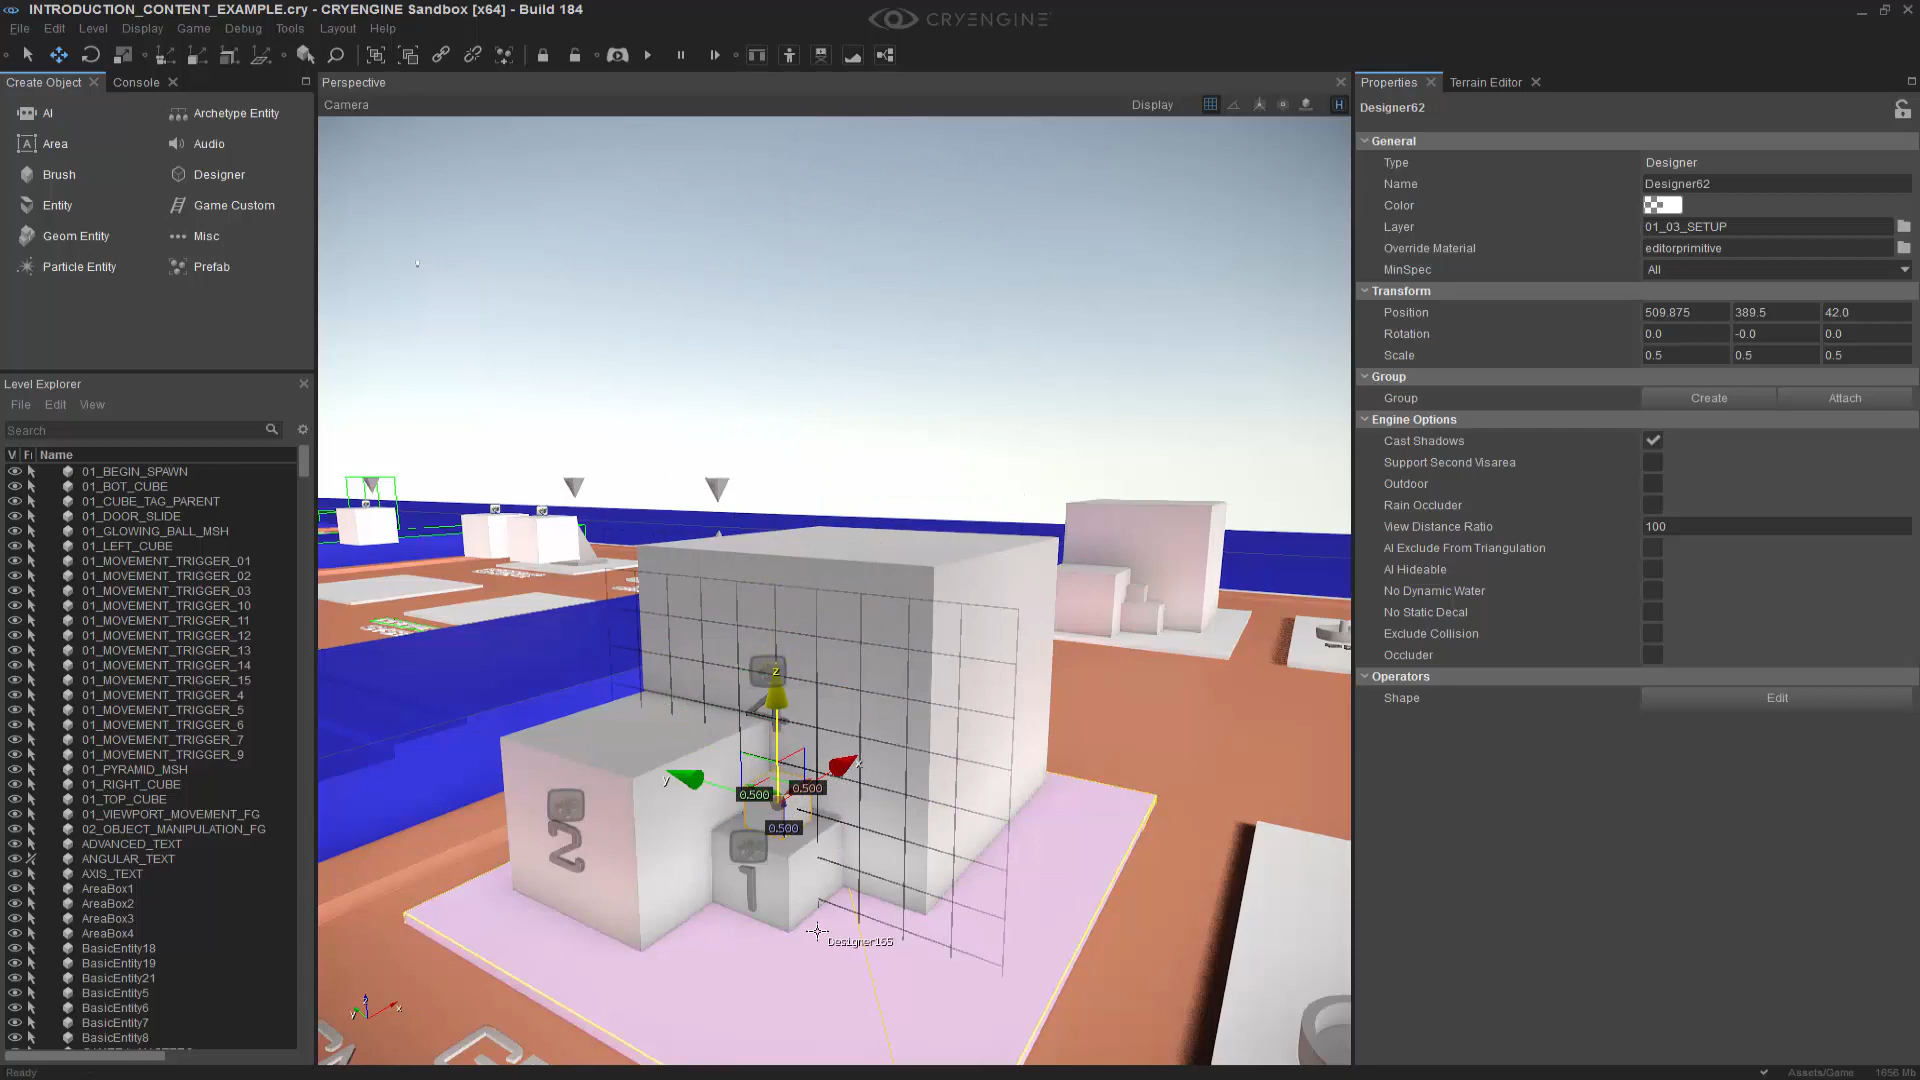 INTRODUCTION_CONTENT_EXAMPLE.cry - CRYENGINE Sandbox [x64] - Build 184
CRYENGINE
File Edit Level Display Game Debug Tools Layout Help
Create Object Console
AI Archetype Entity
Area Audio
Brush Designer
Entity Game Custom
Geom Entity Misc
Particle Entity Prefab
Level Explorer
File Edit View
Search
V Name
01_BEGIN_SPAWN
01_BOT_CUBE
01_CUBE_TAG_PARENT
01_DOOR_SLIDE
01_GLOWING_BALL_MSH
01_LEFT_CUBE
01_MOVEMENT_TRIGGER_01
01_MOVEMENT_TRIGGER_02
01_MOVEMENT_TRIGGER_03
01_MOVEMENT_TRIGGER_10
01_MOVEMENT_TRIGGER_11
01_MOVEMENT_TRIGGER_12
01_MOVEMENT_TRIGGER_13
01_MOVEMENT_TRIGGER_14
01_MOVEMENT_TRIGGER_15
01_MOVEMENT_TRIGGER_4
01_MOVEMENT_TRIGGER_5
01_MOVEMENT_TRIGGER_6
01_MOVEMENT_TRIGGER_7
01_MOVEMENT_TRIGGER_9
01_PYRAMID_MSH
01_RIGHT_CUBE
01_TOP_CUBE
01_VIEWPORT_MOVEMENT_FG
02_OBJECT_MANIPULATION_FG
ADVANCED_TEXT
ANGULAR_TEXT
AXIS_TEXT
AreaBox1
AreaBox2
AreaBox3
AreaBox4
BasicEntity18
BasicEntity19
BasicEntity21
BasicEntity5
BasicEntity6
BasicEntity7
BasicEntity8
Ready
Perspective
Camera Display H
z
y x
0.500 0.500
0.500
2
1
Designer165
z
y x
Properties Terrain Editor
Designer62
General
Type Designer
Name Designer62
Color
Layer 01_03_SETUP
Override Material editorprimitive
MinSpec All
Transform
Position 509.875 389.5 42.0
Rotation 0.0 -0.0 0.0
Scale 0.5 0.5 0.5
Group
Group Create Attach
Engine Options
Cast Shadows
Support Second Visarea
Outdoor
Rain Occluder
View Distance Ratio 100
AI Exclude From Triangulation
AI Hideable
No Dynamic Water
No Static Decal
Exclude Collision
Occluder
Operators
Shape Edit
Assets/Game 1656 Mb